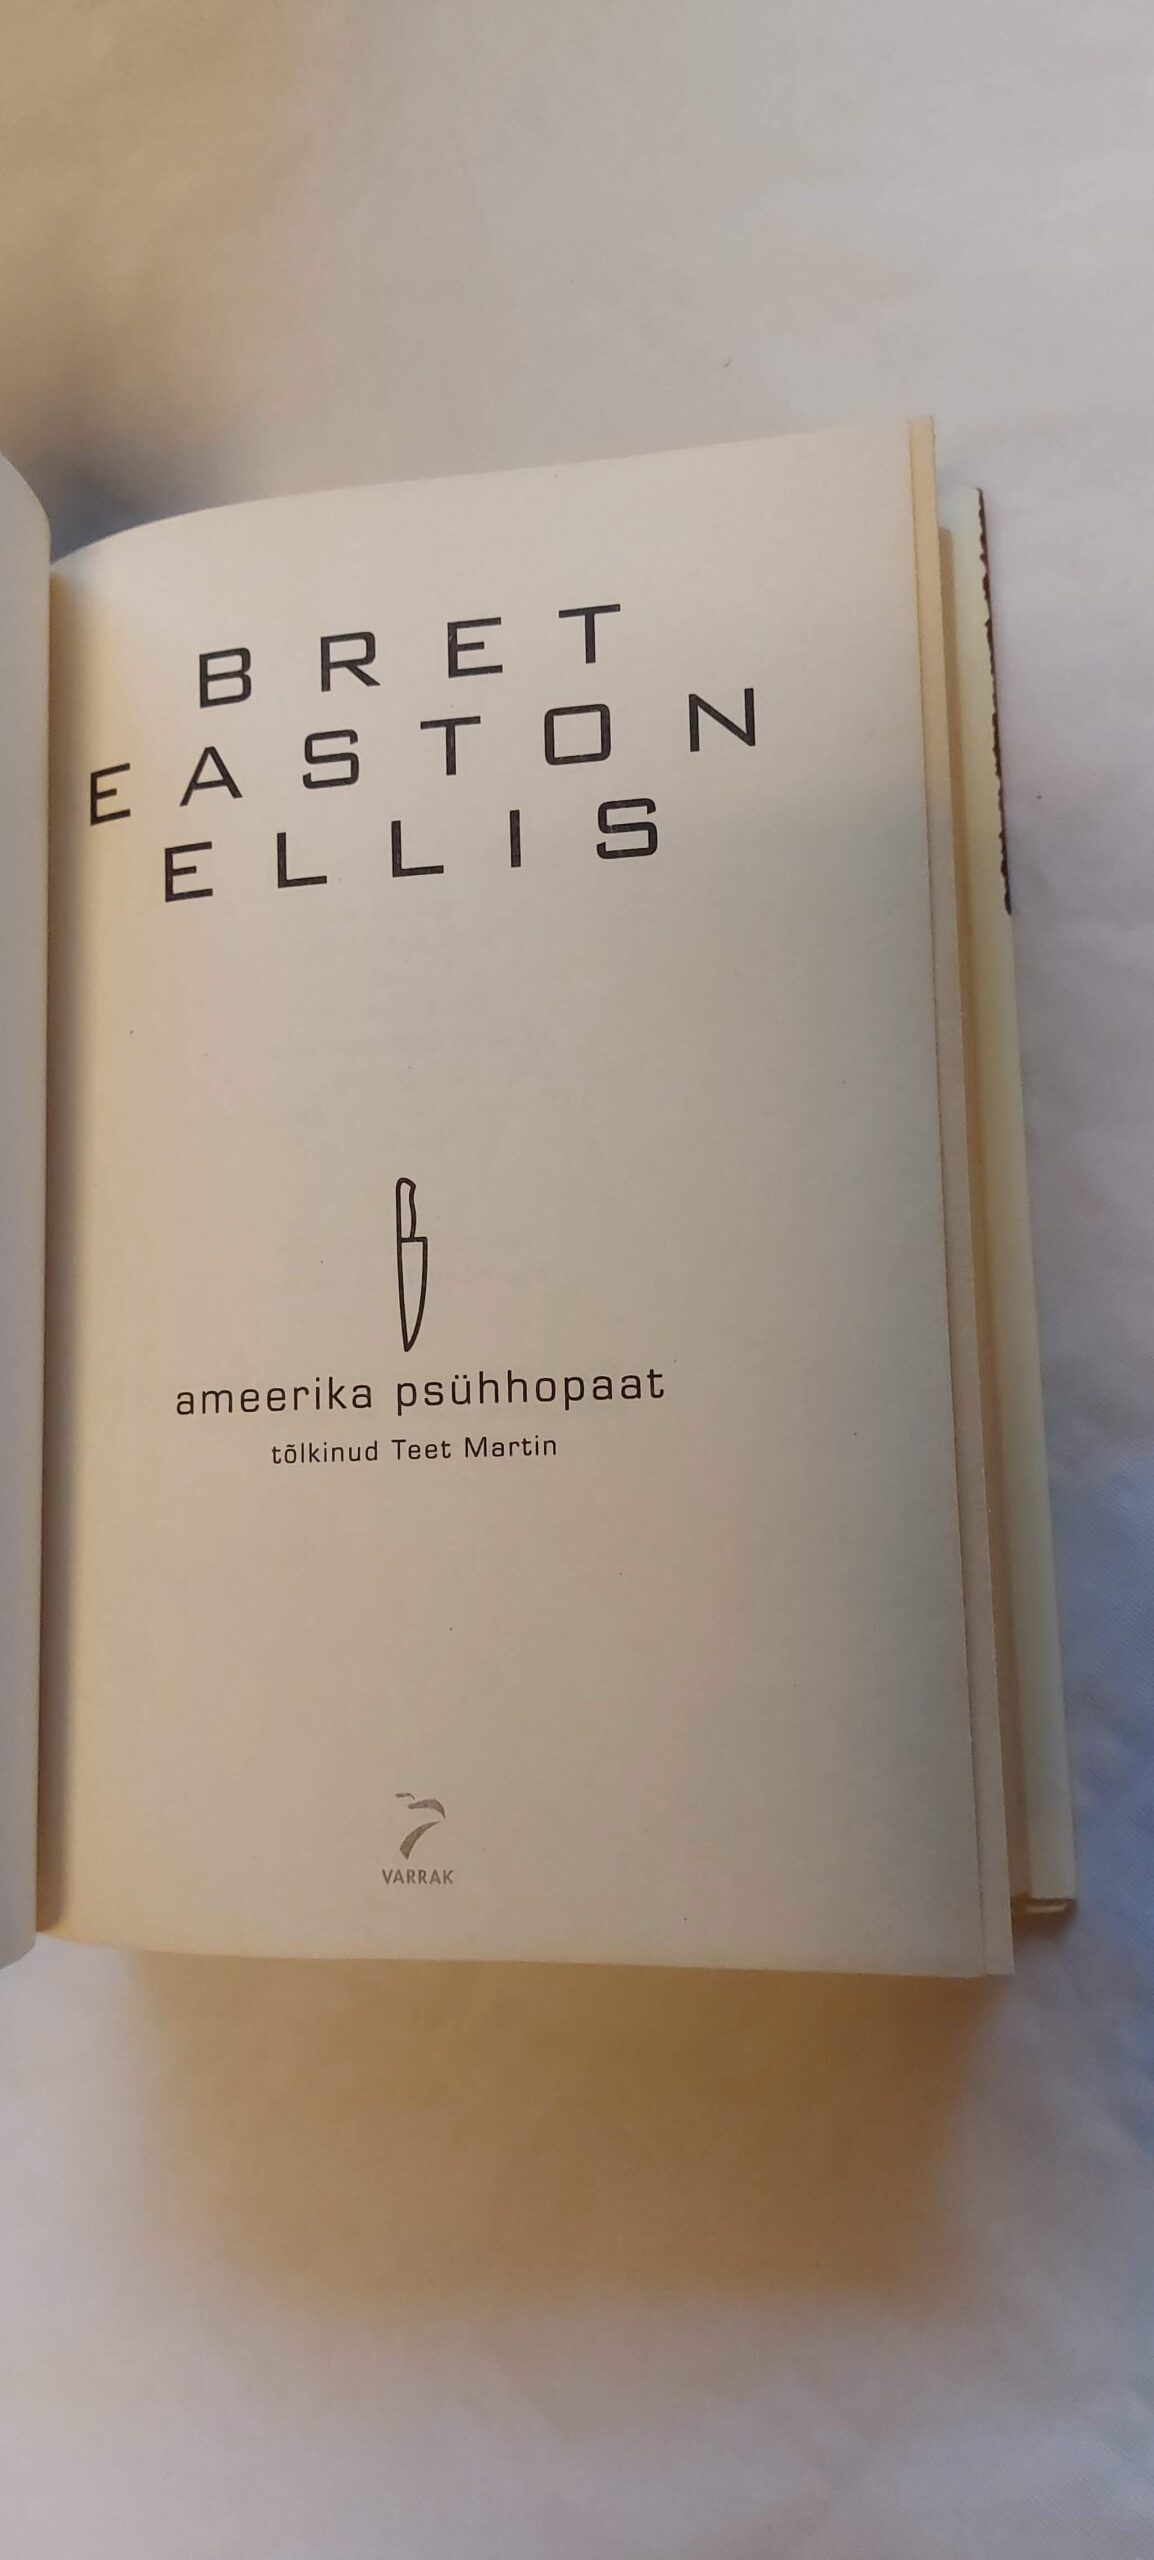 BRET
EASTON
ELLIS
ameerika psühhopaat
tõlkinud Teet Martin
VARRAK